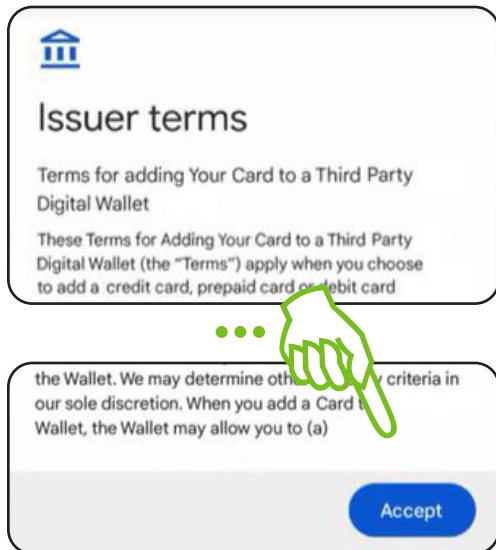 Issuer terms
Terms for adding Your Card to a Third Party
Digital Wallet
These Terms for Adding Your Card to a Third Party
Digital Wallet (the “Terms”) apply when you choose
to add a credit card, prepaid card or debit card
the Wallet. We may determine criteria in
our sole discretion. When you add a Card
Wallet, the Wallet may allow you to (a)
Accept